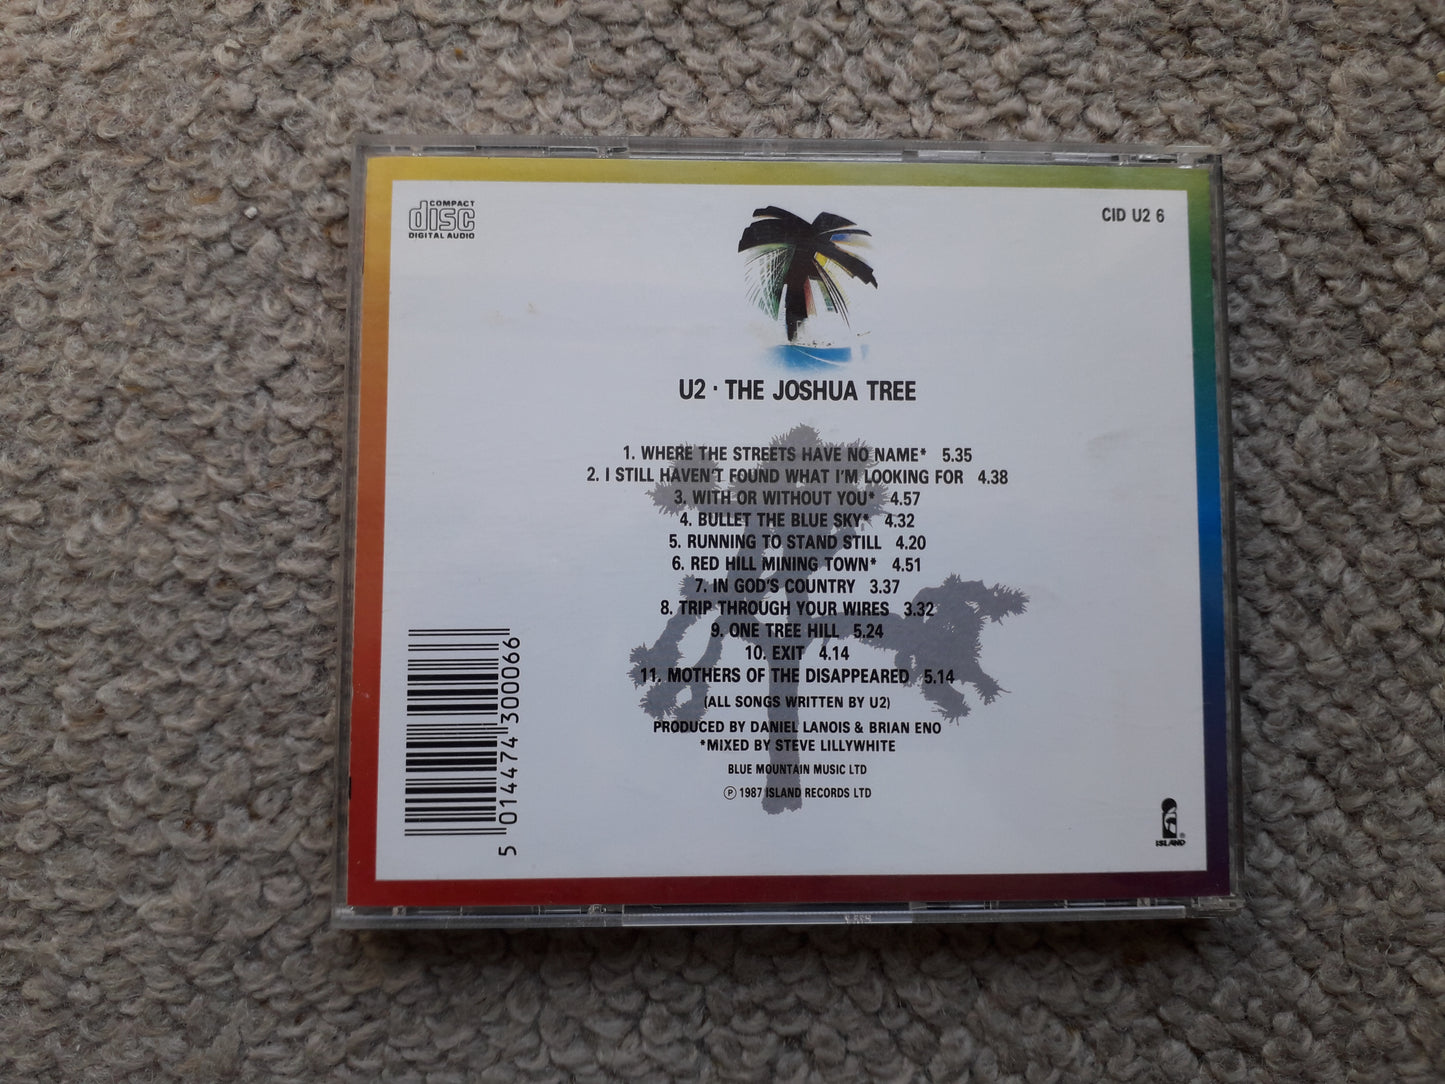 COMPACT
disc
DIGITAL AUDIO
CID U2 6
U2 · THE JOSHUA TREE
1. WHERE THE STREETS HAVE NO NAME* 5.35
2. I STILL HAVEN'T FOUND WHAT I'M LOOKING FOR 4.38
3. WITH OR WITHOUT YOU* 4.57
4. BULLET THE BLUE SKY* 4.32
5. RUNNING TO STAND STILL 4.20
6. RED HILL MINING TOWN* 4.51
7. IN GOD'S COUNTRY 3.37
8. TRIP THROUGH YOUR WIRES 3.32
9. ONE TREE HILL 5.24
10. EXIT 4.14
11. MOTHERS OF THE DISAPPEARED 5.14
(ALL SONGS WRITTEN BY U2)
PRODUCED BY DANIEL LANOIS & BRIAN ENO
*MIXED BY STEVE LILLYWHITE
BLUE MOUNTAIN MUSIC LTD
℗ 1987 ISLAND RECORDS LTD
5 014474 300066
ISLAND ®